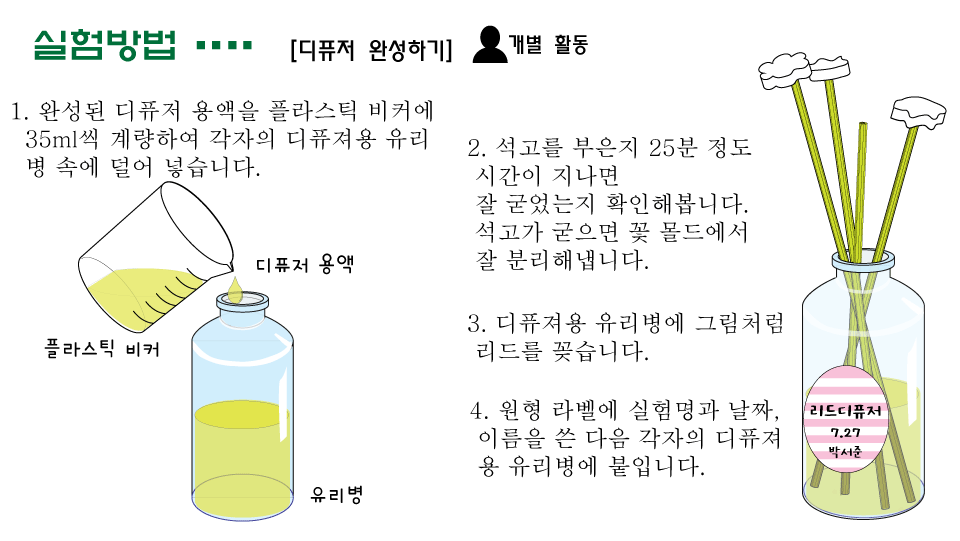 실험방법 ▪▪▪▪ [디퓨저 완성하기] 개별 활동
1. 완성된 디퓨저 용액을 플라스틱 비커에
35ml씩 계량하여 각자의 디퓨져용 유리
병 속에 덜어 넣습니다.
디퓨저 용액
플라스틱 비커
유리병
2. 석고를 부은지 25분 정도
시간이 지나면
잘 굳었는지 확인해봅니다.
석고가 굳으면 꽃 몰드에서
잘 분리해냅니다.
3. 디퓨져용 유리병에 그림처럼
리드를 꽂습니다.
4. 원형 라벨에 실험명과 날짜,
이름을 쓴 다음 각자의 디퓨져
용 유리병에 붙입니다.
리드디퓨저
7.27
박서준